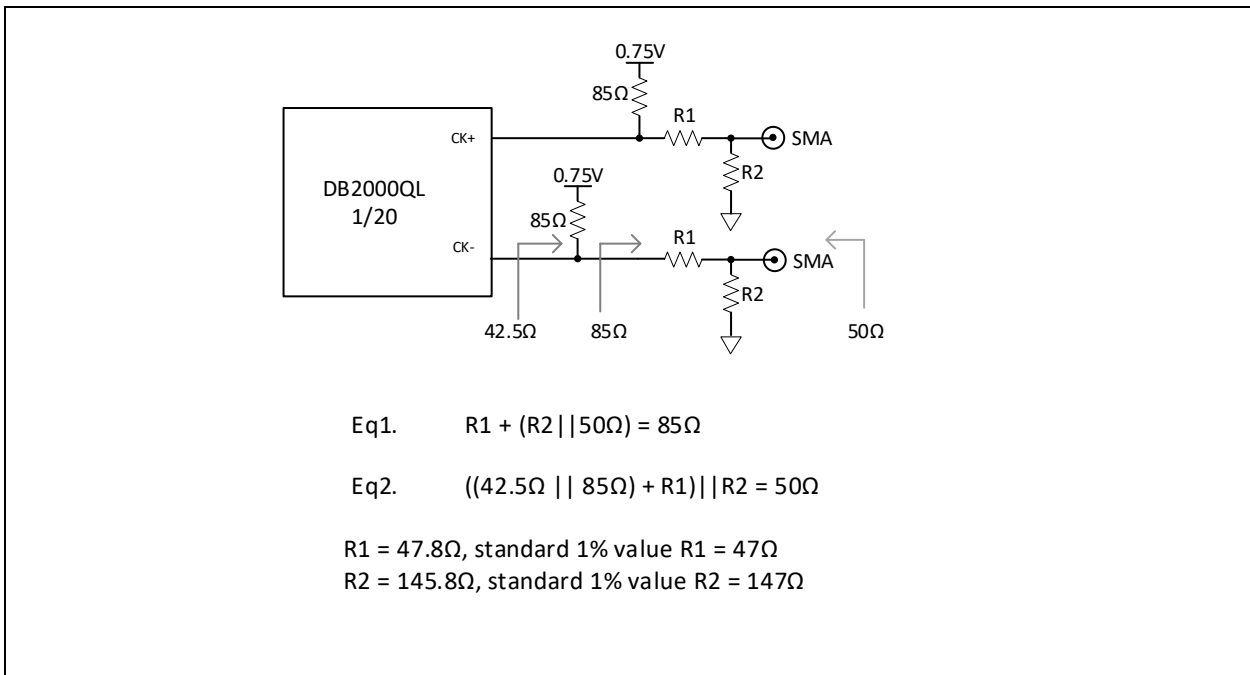 0.75V
85Ω
R1
CK+
SMA
R2
DB2000QL
1/20
0.75V
85Ω
R1
CK-
SMA
R2
42.5Ω
85Ω
50Ω
Eq1. R1 + (R2||50Ω) = 85Ω
Eq2. ((42.5Ω || 85Ω) + R1)||R2 = 50Ω
R1 = 47.8Ω, standard 1% value R1 = 47Ω
R2 = 145.8Ω, standard 1% value R2 = 147Ω